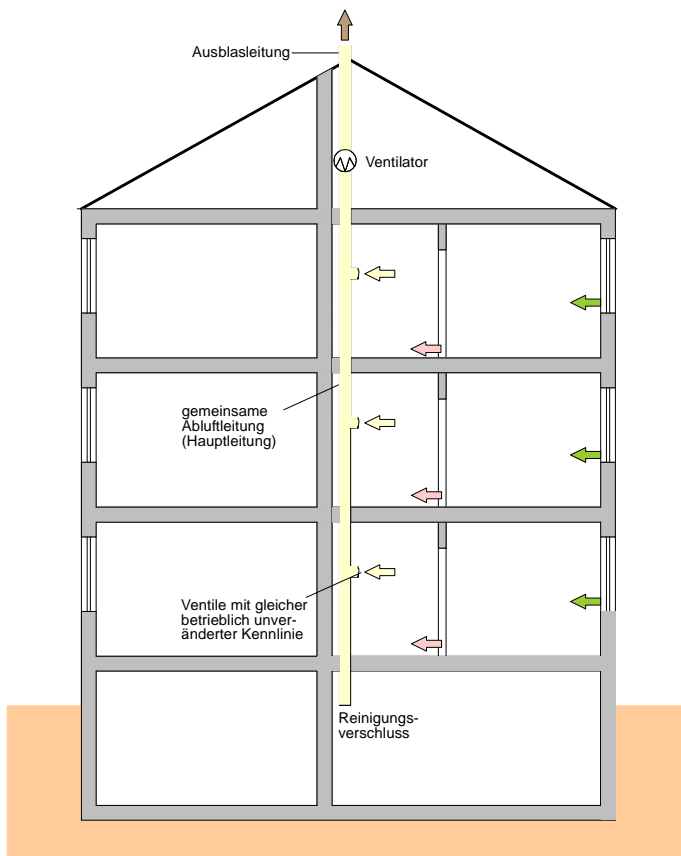 Ausblasleitung
Ventilator
gemeinsame
Abluftleitung
(Hauptleitung)
Ventile mit gleicher
betrieblich unver-
änderter Kennlinie
Reinigungs-
verschluss